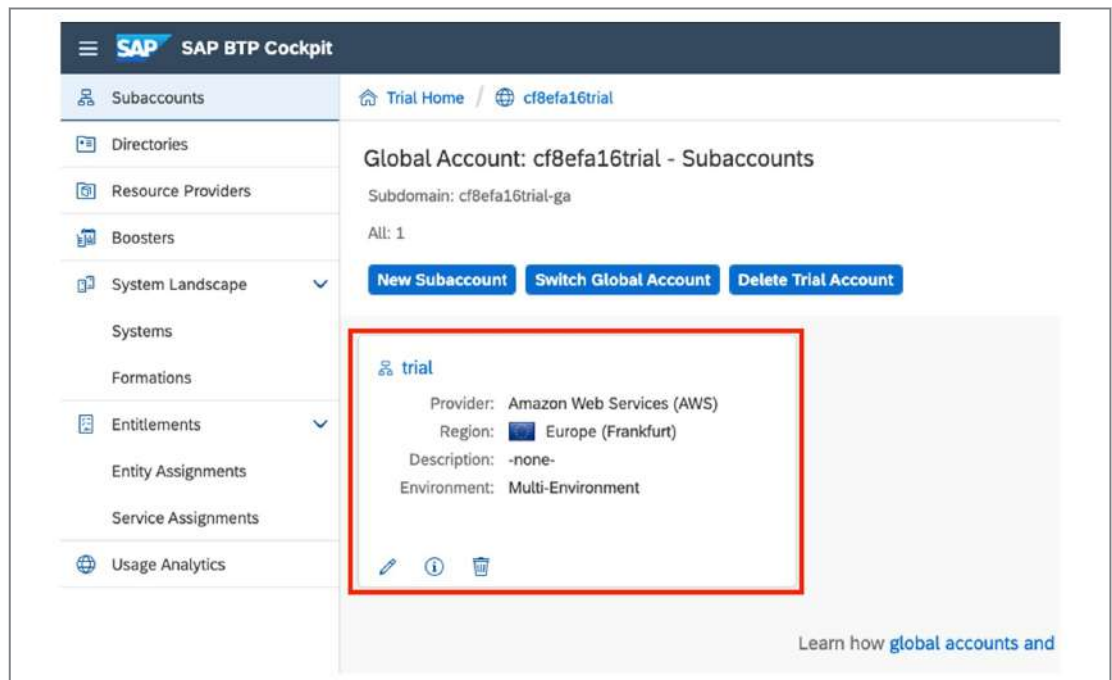 SAP SAP BTP Cockpit
Subaccounts
Directories
Resource Providers
Boosters
System Landscape
Systems
Formations
Entitlements
Entity Assignments
Service Assignments
Usage Analytics
Trial Home / cf8efa16trial
Global Account: cf8efa16trial - Subaccounts
Subdomain: cf8efa16trial-ga
All: 1
New Subaccount Switch Global Account Delete Trial Account
trial
Provider: Amazon Web Services (AWS)
Region: Europe (Frankfurt)
Description: -none-
Environment: Multi-Environment
Learn how global accounts and